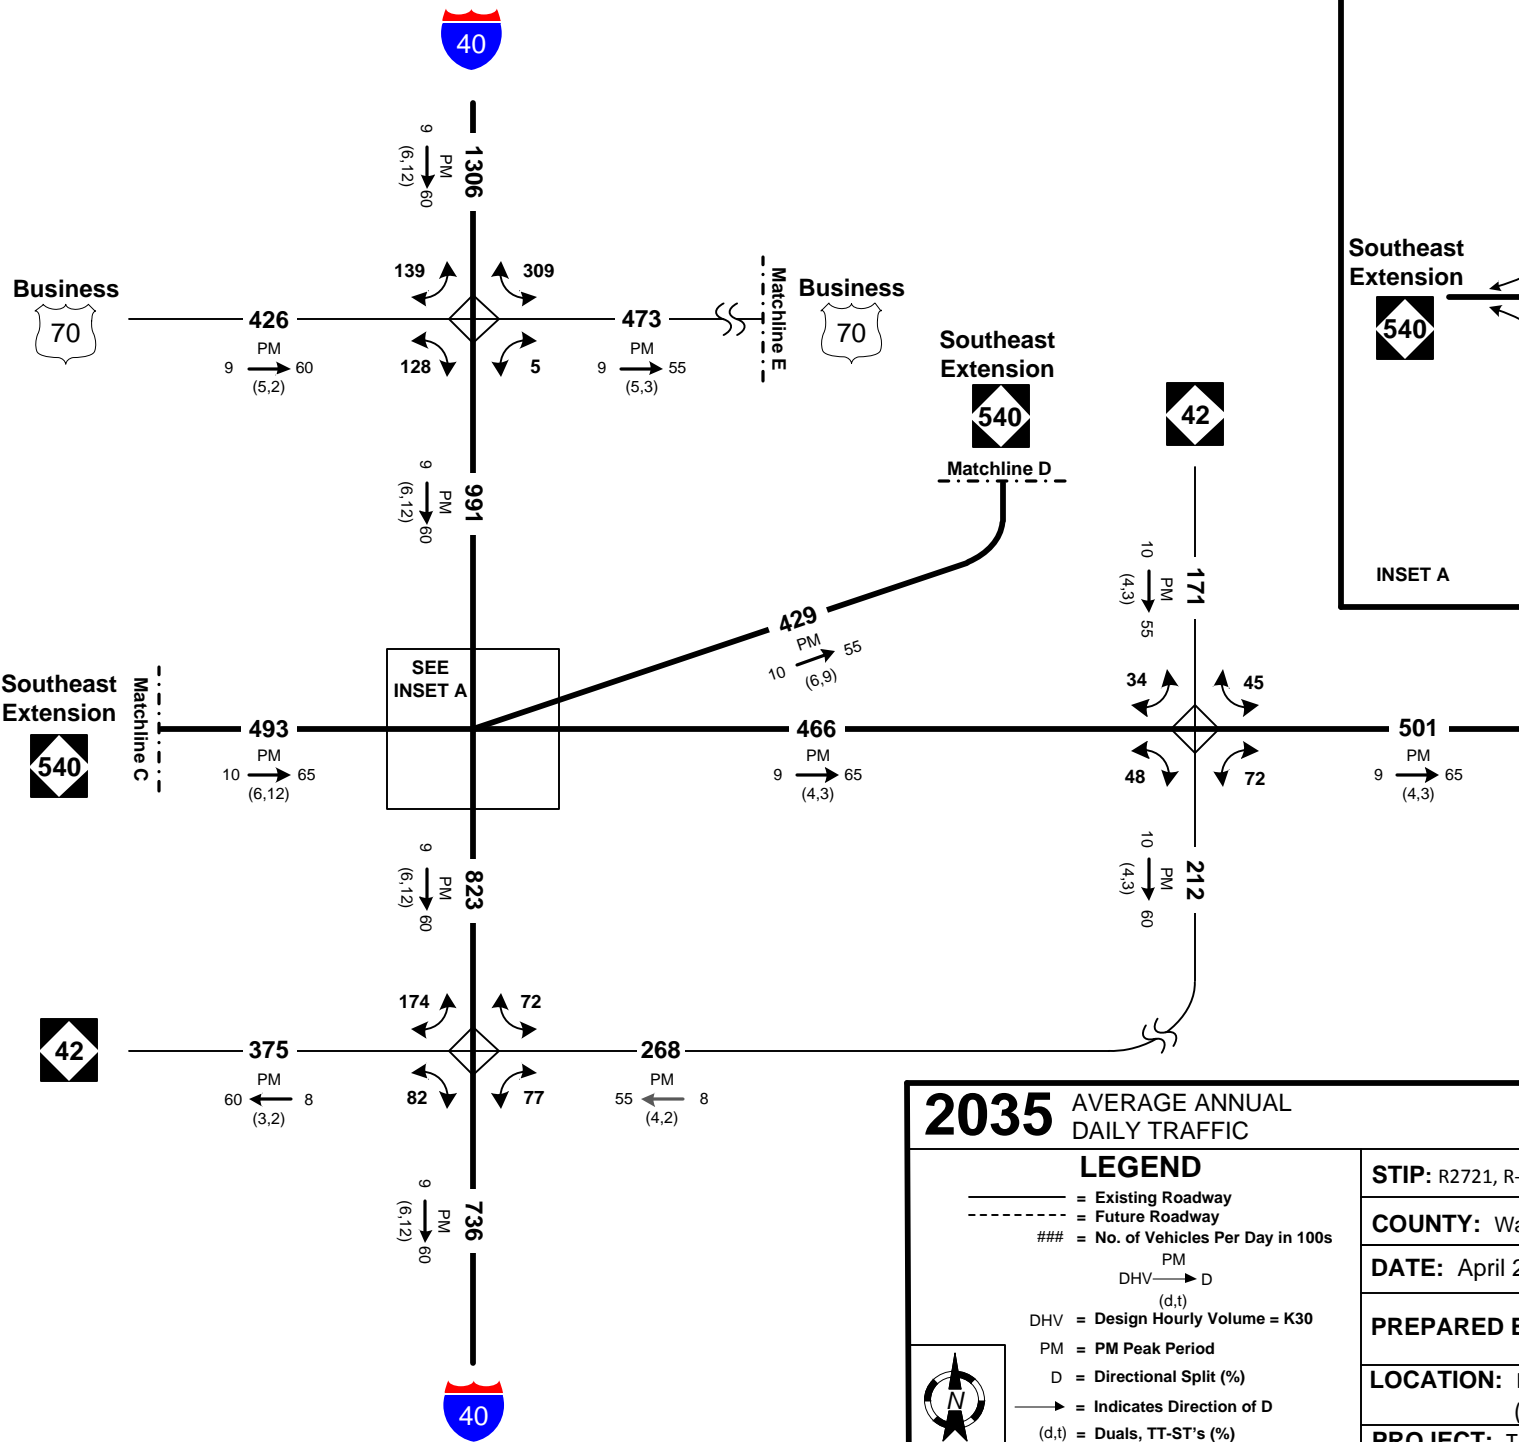 40
9
PM
(6,12)
60
1306
139
309
Business
70
426
PM
9
60
(5,2)
128
5
473
PM
9
55
(5,3)
Matchline E
Business
70
Southeast
Extension
540
Matchline D
42
Southeast
Extension
540
INSET A
9
PM
(6,12)
60
991
429
PM
10
55
(6,9)
10
PM
(4,3)
55
171
SEE
INSET A
Southeast
Extension
540
Matchline C
493
PM
10
65
(6,12)
466
PM
9
65
(4,3)
34
45
48
72
501
PM
9
65
(4,3)
9
PM
(6,12)
60
823
10
PM
(4,3)
60
212
174
72
42
375
PM
60
8
(3,2)
82
77
268
PM
55
8
(4,2)
9
PM
(6,12)
60
736
40
2035 AVERAGE ANNUAL
DAILY TRAFFIC
LEGEND
= Existing Roadway
= Future Roadway
### = No. of Vehicles Per Day in 100s
PM
DHV D
(d,t)
DHV = Design Hourly Volume = K30
PM = PM Peak Period
D = Directional Split (%)
= Indicates Direction of D
(d,t) = Duals, TT-ST's (%)
N
STIP: R2721, R-
COUNTY:
DATE: April
PREPARED
LOCATION:
PROJECT: